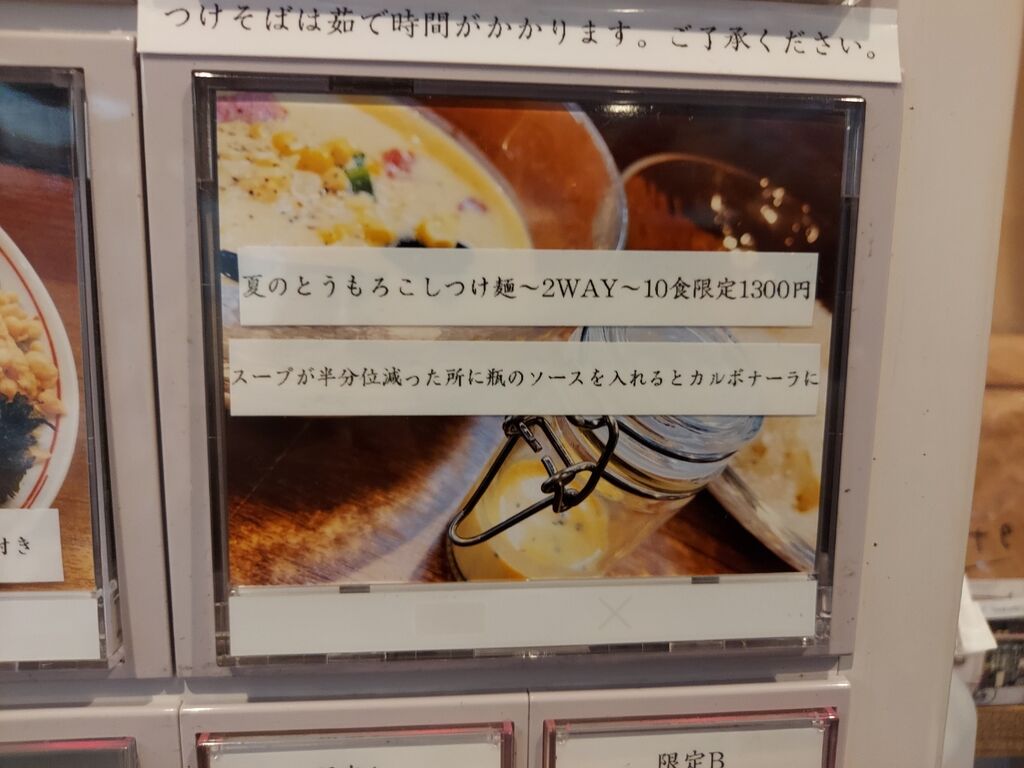 つけそばは茹で時間がかかります。ご了承ください。
夏のとうもろこしつけ麺～2WAY～10食限定1300円
スープが半分位減った所に瓶のソースを入れるとカルボナーラに
付き
限定B